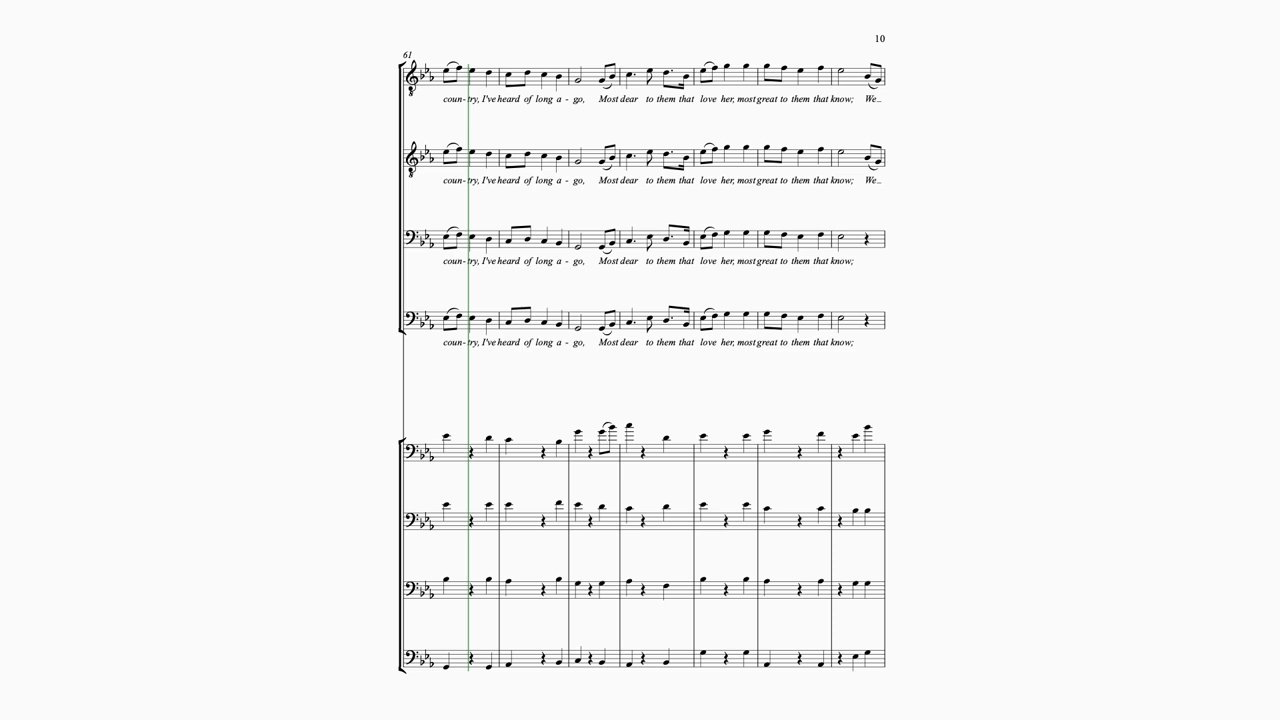 10
61
coun-try, I've heard of long a - go, Most dear to them that love her, most great to them that know; We_
8
coun-try, I've heard of long a - go, Most dear to them that love her, most great to them that know; We_
8
coun-try, I've heard of long a - go, Most dear to them that love her, most great to them that know;
coun-try, I've heard of long a - go, Most dear to them that love her, most great to them that know;